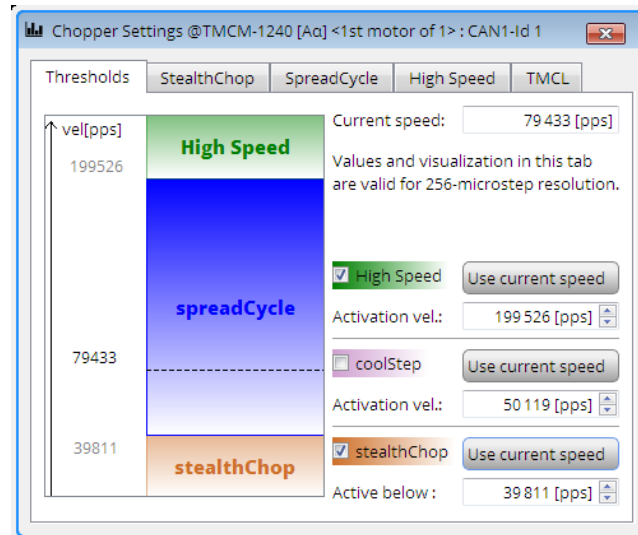 Chopper Settings @TMCM-1240 [Aα] <1st motor of 1> : CAN1-Id 1
Thresholds StealthChop SpreadCycle High Speed TMCL
vel[pps]
199526
79433
39811
High Speed
spreadCycle
stealthChop
Current speed: 79 433 [pps]
Values and visualization in this tab
are valid for 256-microstep resolution.
High Speed Use current speed
Activation vel.: 199 526 [pps]
coolStep Use current speed
Activation vel.: 50 119 [pps]
stealthChop Use current speed
Active below : 39 811 [pps]